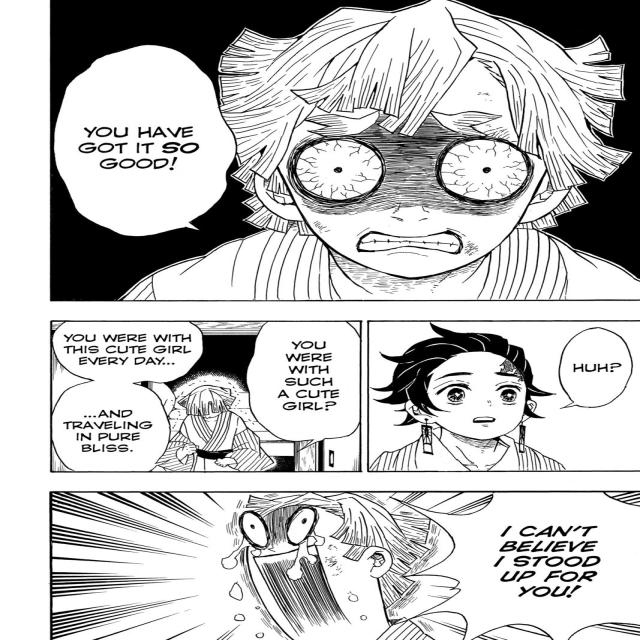 YOU HAVE
GOT IT SO
GOOD!
YOU WERE WITH
THIS CUTE GIRL
EVERY DAY...
...AND
TRAVELING
IN PURE
BLISS.
YOU
WERE
WITH
SUCH
A CUTE
GIRL?
HUH?
I CAN'T
BELIEVE
I STOOD
UP FOR
YOU!